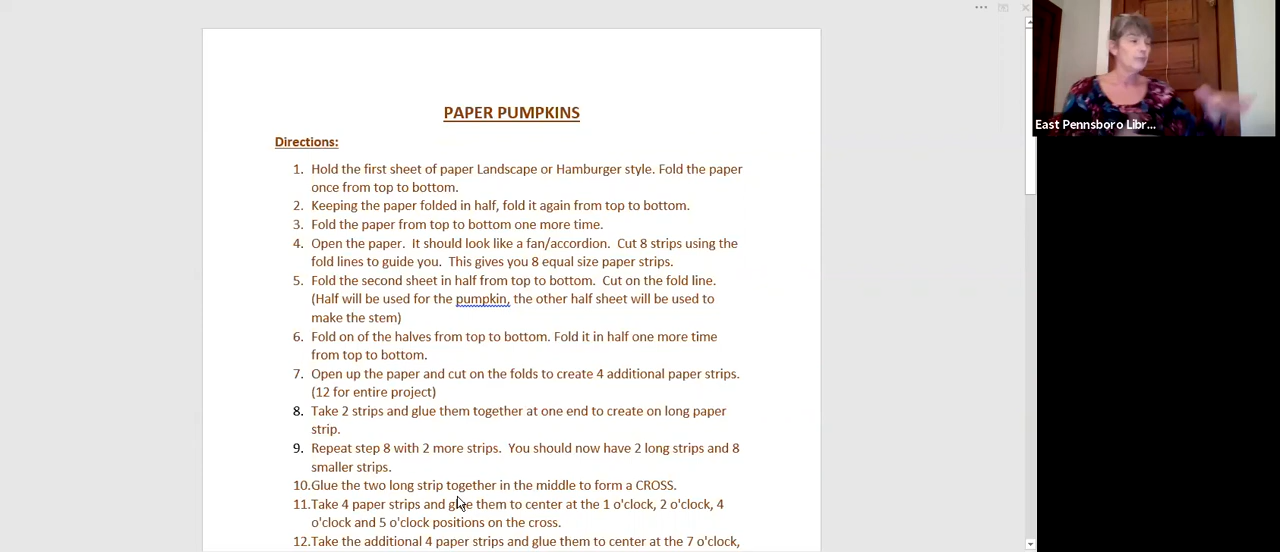 PAPER PUMPKINS
Directions:
1. Hold the first sheet of paper Landscape or Hamburger style. Fold the paper
once from top to bottom.
2. Keeping the paper folded in half, fold it again from top to bottom.
3. Fold the paper from top to bottom one more time.
4. Open the paper. It should look like a fan/accordion. Cut 8 strips using the
fold lines to guide you. This gives you 8 equal size paper strips.
5. Fold the second sheet in half from top to bottom. Cut on the fold line.
(Half will be used for the pumpkin, the other half sheet will be used to
make the stem)
6. Fold on of the halves from top to bottom. Fold it in half one more time
from top to bottom.
7. Open up the paper and cut on the folds to create 4 additional paper strips.
(12 for entire project)
8. Take 2 strips and glue them together at one end to create on long paper
strip.
9. Repeat step 8 with 2 more strips. You should now have 2 long strips and 8
smaller strips.
10.Glue the two long strip together in the middle to form a CROSS.
11.Take 4 paper strips and glue them to center at the 1 o'clock, 2 o'clock, 4
o'clock and 5 o'clock positions on the cross.
12.Take the additional 4 paper strips and glue them to center at the 7 o'clock,
East Pennsboro Libr...